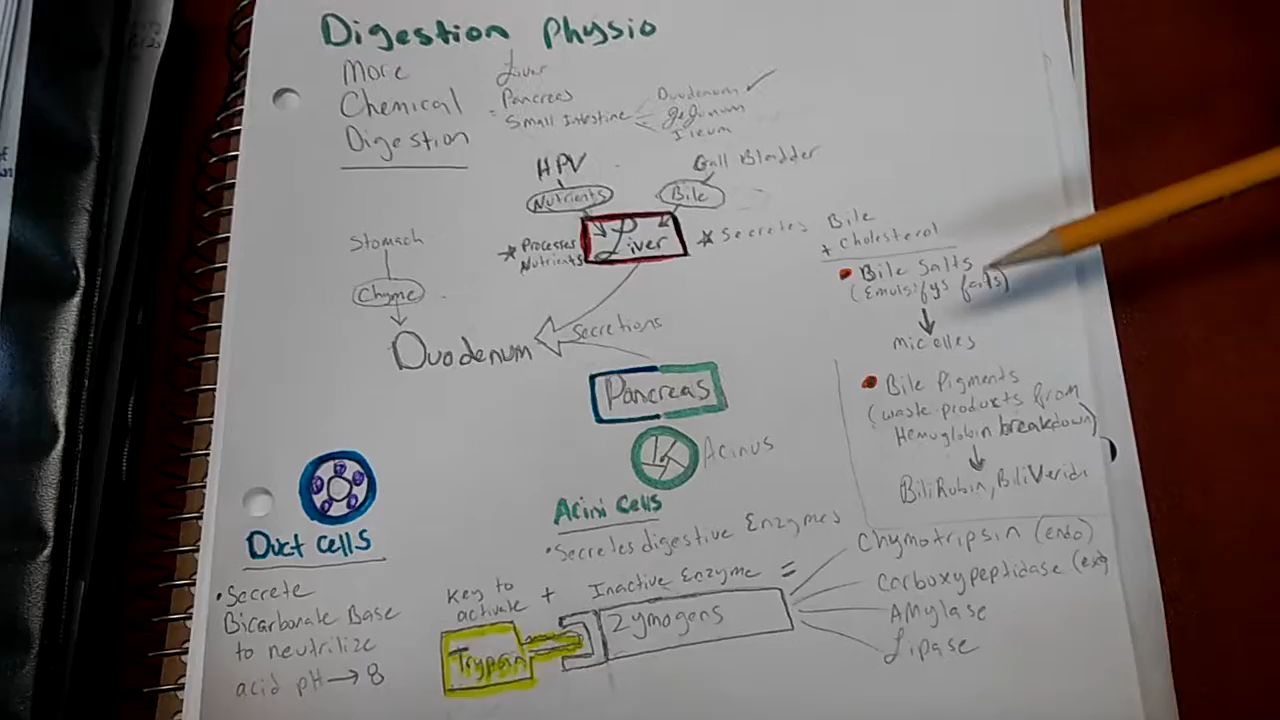 Digestion Physio
More
Chemical
Digestion
Liver
Pancreas
Small Intestine
Duodenum
Jejunum
Ileum
HPV
Gall Bladder
Nutrients
Bile
Liver
* Processes
Nutrients
* Secretes Bile
+ Cholesterol
• Bile Salts
(Emulsifys fats)
micelles
Stomach
Chyme
Duodenum
Secretions
Pancreas
Acinus
• Bile Pigments
(waste products from
Hemoglobin breakdown)
BiliRubin, BiliVeridi
Acini Cells
• Secretes digestive Enzymes
Duct Cells
• Secrete
Bicarbonate Base
to neutrilize
acid pH → 8
Key to
activate
+ Inactive Enzyme =
Trypsin
Zymogens
Chymotripsin (endo)
Carboxypeptidase (exo)
Amylase
Lipase